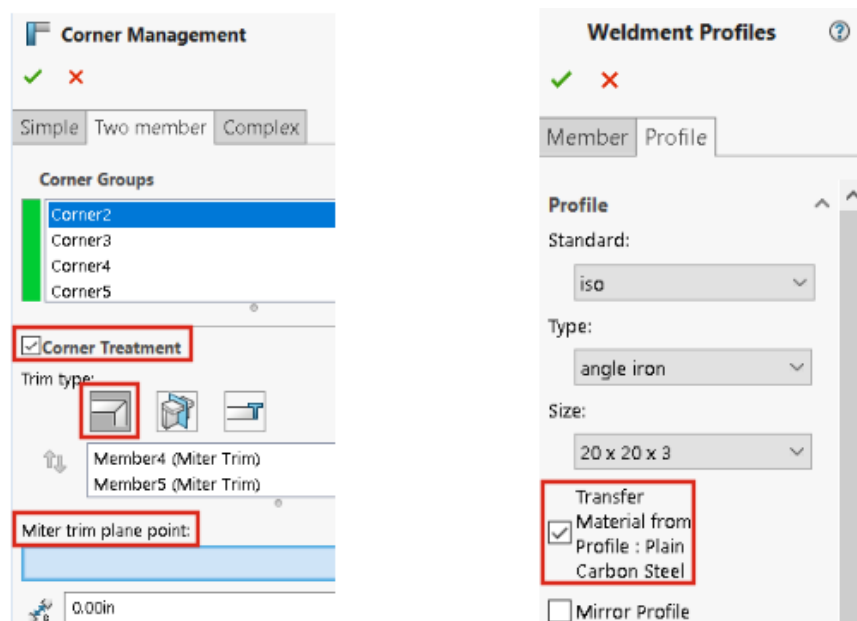 Corner Management
Simple
Two member
Complex
Corner Groups
Corner2
Corner3
Corner4
Corner5
Corner Treatment
Trim type:
Member4 (Miter Trim)
Member5 (Miter Trim)
Miter trim plane point:
0.00in
Weldment Profiles
?
Member
Profile
Profile
Standard:
iso
Type:
angle iron
Size:
20 x 20 x 3
Transfer
Material from
Profile : Plain
Carbon Steel
Mirror Profile